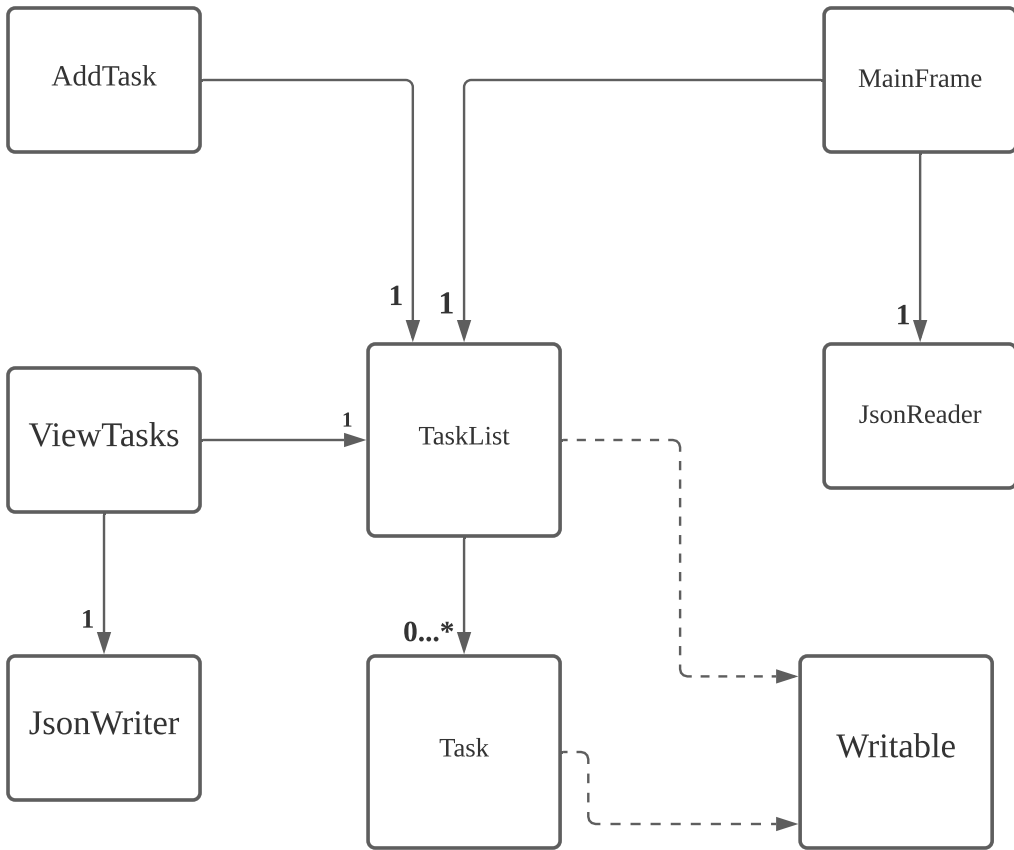 AddTask
MainFrame
1
1
1
ViewTasks
1
TaskList
JsonReader
1
0...*
JsonWriter
Task
Writable